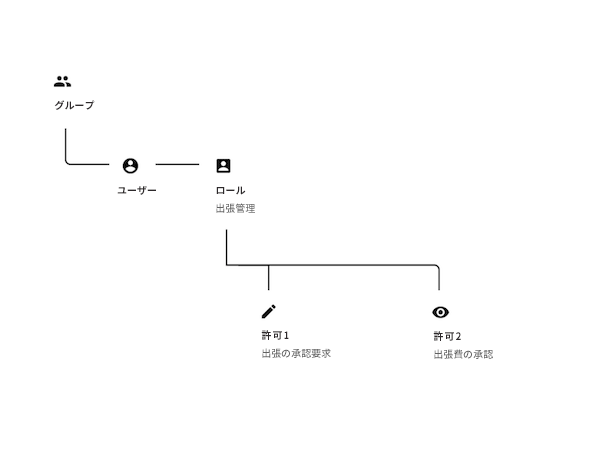 グループ
ユーザー
ロール
出張管理
許可1
出張の承認要求
許可2
出張費の承認